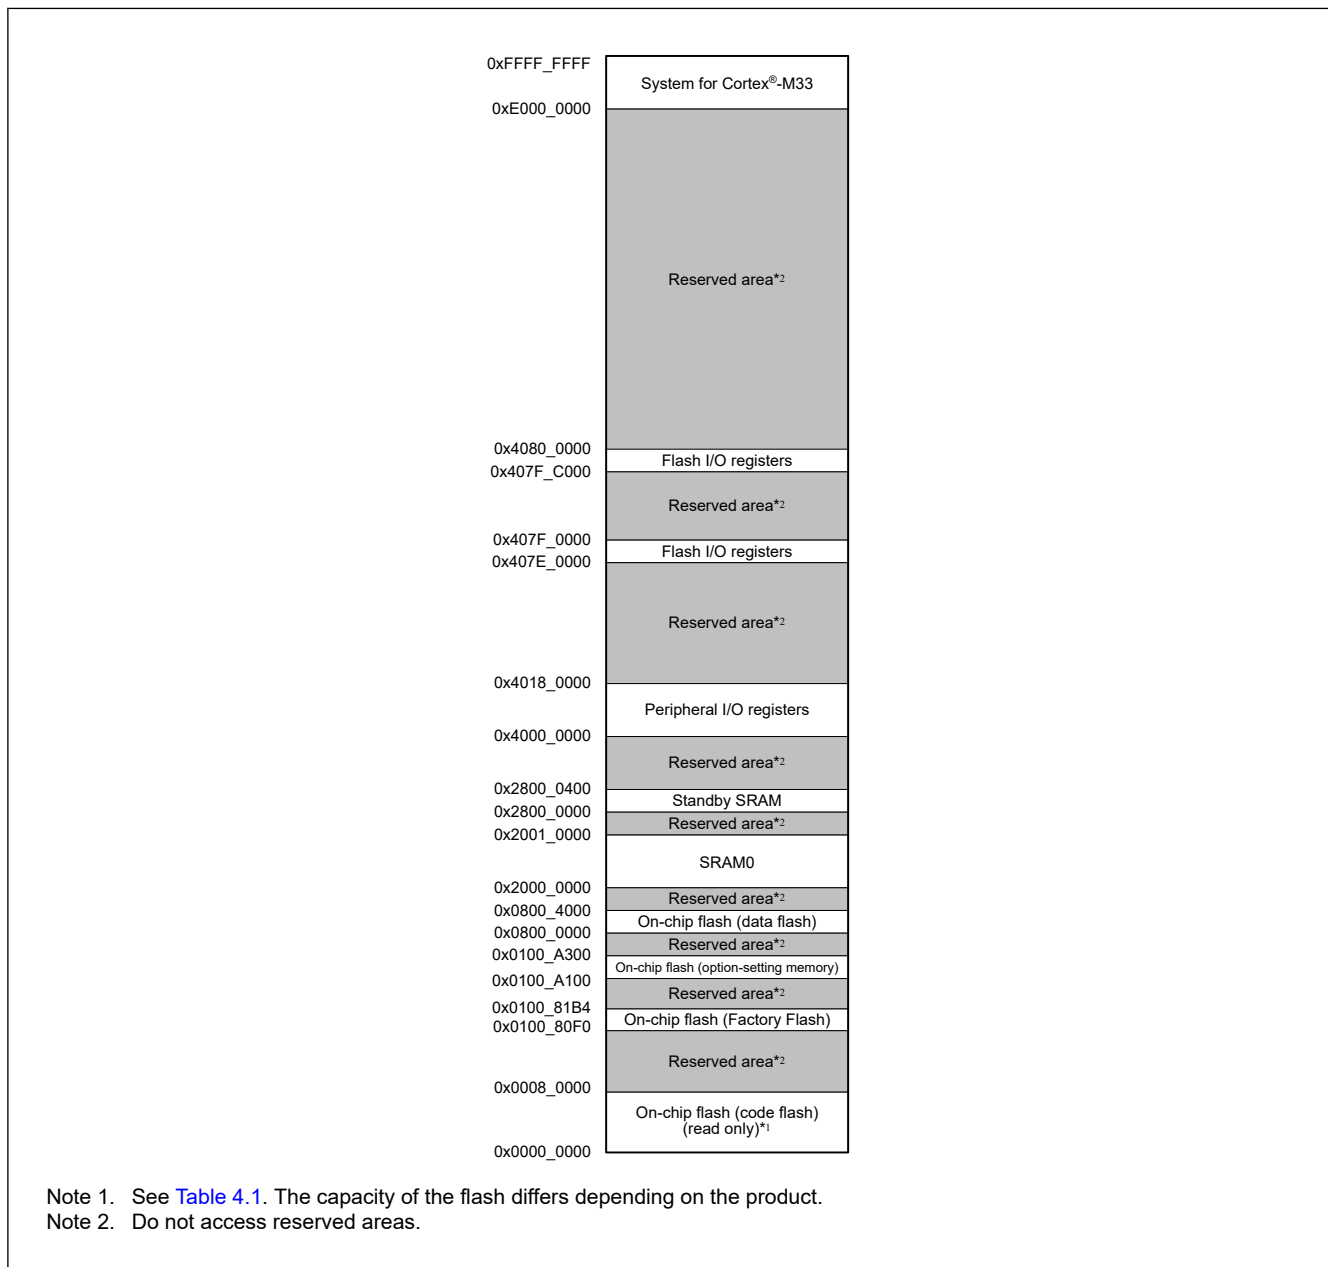 0xFFFF_FFFF
System for Cortex®-M33
0xE000_0000
Reserved area*2
0x4080_0000
Flash I/O registers
0x407F_C000
Reserved area*2
0x407F_0000
Flash I/O registers
0x407E_0000
Reserved area*2
0x4018_0000
Peripheral I/O registers
0x4000_0000
Reserved area*2
0x2800_0400
Standby SRAM
0x2800_0000
Reserved area*2
0x2001_0000
SRAM0
0x2000_0000
Reserved area*2
0x0800_4000
On-chip flash (data flash)
0x0800_0000
Reserved area*2
0x0100_A300
On-chip flash (option-setting memory)
0x0100_A100
Reserved area*2
0x0100_81B4
On-chip flash (Factory Flash)
0x0100_80F0
Reserved area*2
0x0008_0000
On-chip flash (code flash)
(read only)*1
0x0000_0000
Note 1. See Table 4.1. The capacity of the flash differs depending on the product.
Note 2. Do not access reserved areas.